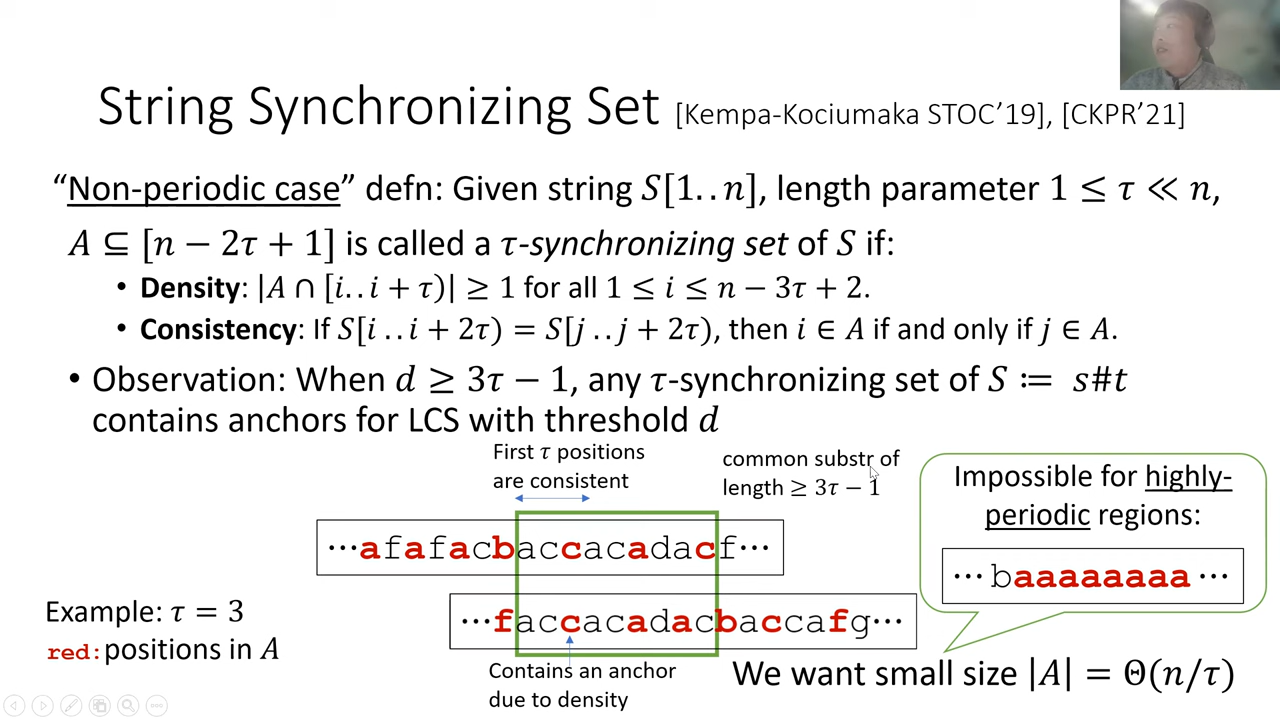 String Synchronizing Set [Kempa-Kociumaka STOC’19], [CKPR’21]
“Non-periodic case” defn: Given string S[1..n], length parameter 1 ≤ τ ≪ n,
A ⊆ [n − 2τ + 1] is called a τ-synchronizing set of S if:
• Density: |A ∩ [i..i + τ)| ≥ 1 for all 1 ≤ i ≤ n − 3τ + 2.
• Consistency: If S[i..i + 2τ) = S[j..j + 2τ), then i ∈ A if and only if j ∈ A.
• Observation: When d ≥ 3τ − 1, any τ-synchronizing set of S ≔ s#t
contains anchors for LCS with threshold d
First τ positions
are consistent
common substr of
length ≥ 3τ − 1
Impossible for highly-
periodic regions:
⋯afafacbaccacadacf⋯
⋯baaaaaaaa⋯
⋯faccacadacbaccafg⋯
Example: τ = 3
red:positions in A
Contains an anchor
due to density
We want small size |A| = Θ(n/τ)